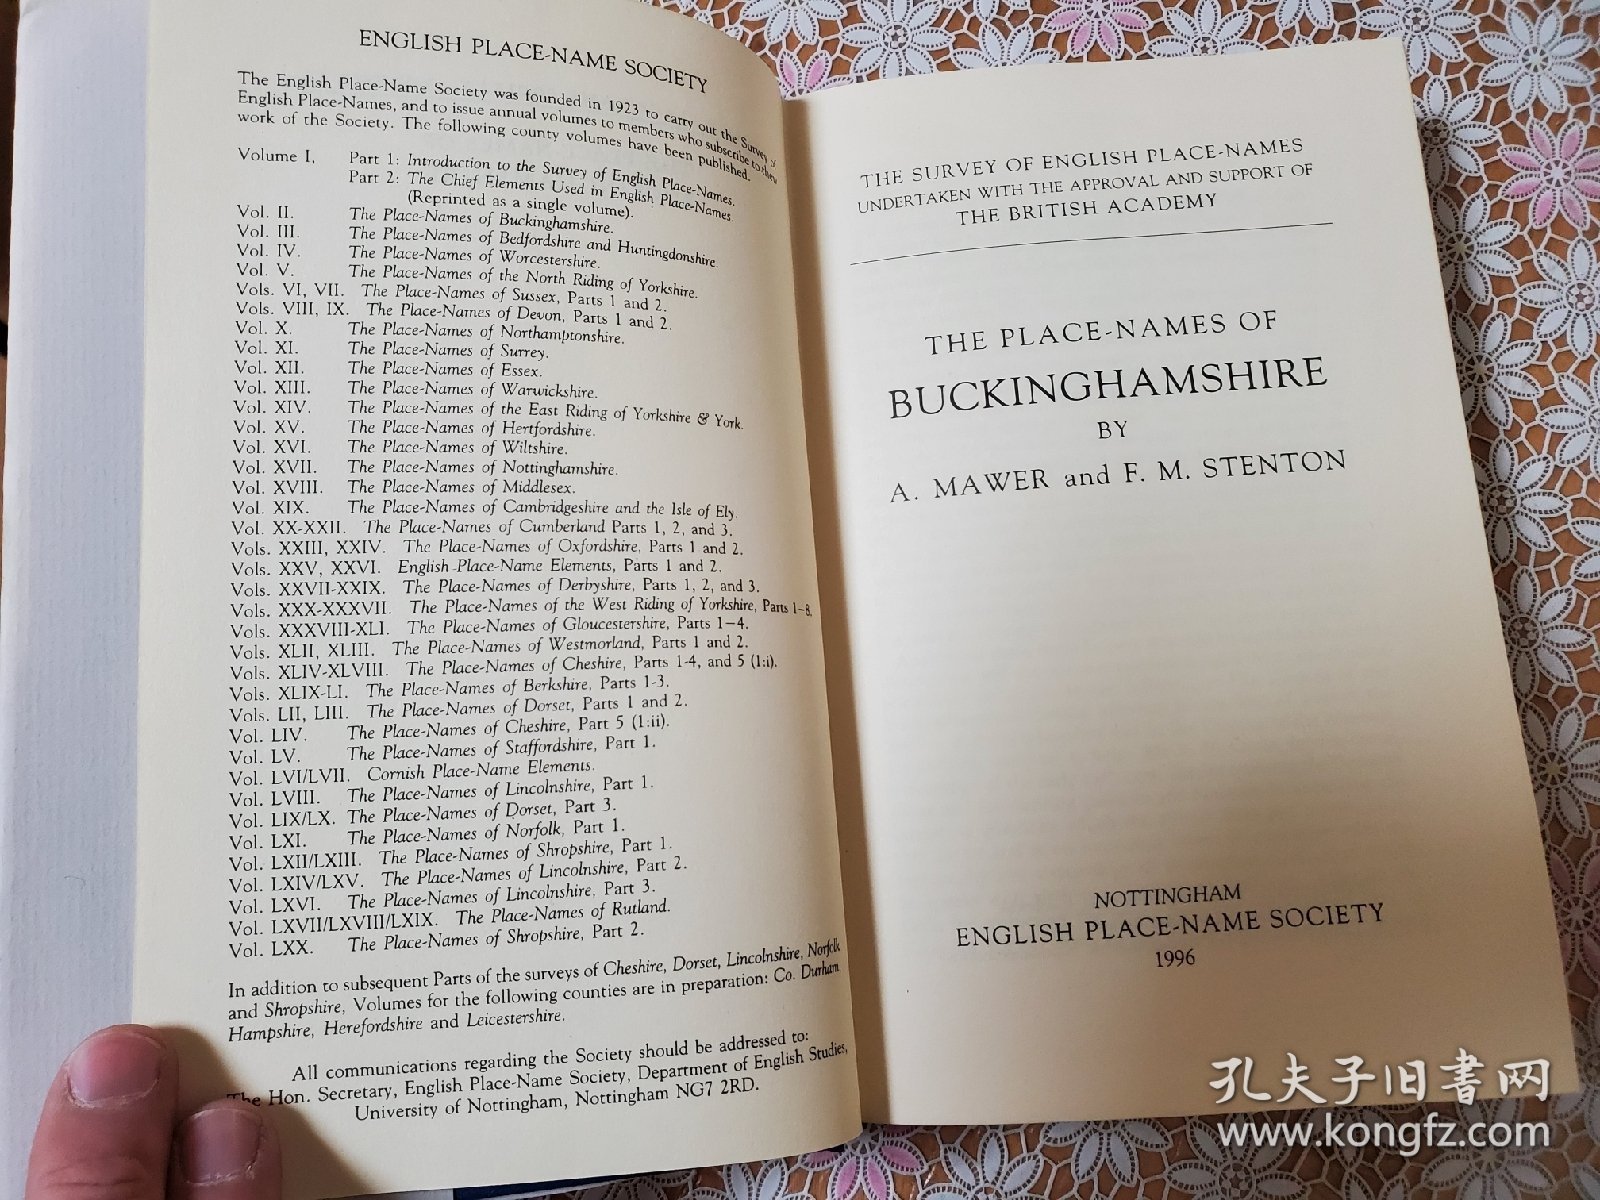 ENGLISH PLACE-NAME SOCIETY
The English Place-Name Society was founded in 1923 to carry out the Survey of
English Place-Names, and to issue annual volumes to members who subscribe to the
work of the Society. The following county volumes have been published.
Volume I, Part 1: Introduction to the Survey of English Place-Names.
Part 2: The Chief Elements Used in English Place-Names
(Reprinted as a single volume).
Vol. II. The Place-Names of Buckinghamshire.
Vol. III. The Place-Names of Bedfordshire and Huntingdonshire.
Vol. IV. The Place-Names of Worcestershire.
Vol. V. The Place-Names of the North Riding of Yorkshire.
Vols. VI, VII. The Place-Names of Sussex, Parts 1 and 2.
Vols. VIII, IX. The Place-Names of Devon, Parts 1 and 2.
Vol. X. The Place-Names of Northamptonshire.
Vol. XI. The Place-Names of Surrey.
Vol. XII. The Place-Names of Essex.
Vol. XIII. The Place-Names of Warwickshire.
Vol. XIV. The Place-Names of the East Riding of Yorkshire & York.
Vol. XV. The Place-Names of Hertfordshire.
Vol. XVI. The Place-Names of Wiltshire.
Vol. XVII. The Place-Names of Nottinghamshire.
Vol. XVIII. The Place-Names of Middlesex.
Vol. XIX. The Place-Names of Cambridgeshire and the Isle of Ely.
Vol. XX-XXII. The Place-Names of Cumberland Parts 1, 2, and 3.
Vols. XXIII, XXIV. The Place-Names of Oxfordshire, Parts 1 and 2.
Vols. XXV, XXVI. English Place-Name Elements, Parts 1 and 2.
Vols. XXVII-XXIX. The Place-Names of Derbyshire, Parts 1, 2, and 3.
Vols. XXX-XXXVII. The Place-Names of the West Riding of Yorkshire, Parts 1–8.
Vols. XXXVIII-XLI. The Place-Names of Gloucestershire, Parts 1–4.
Vols. XLII, XLIII. The Place-Names of Westmorland, Parts 1 and 2.
Vols. XLIV-XLVIII. The Place-Names of Cheshire, Parts 1-4, and 5 (1:i).
Vols. XLIX-LI. The Place-Names of Berkshire, Parts 1-3.
Vols. LII, LIII. The Place-Names of Dorset, Parts 1 and 2.
Vol. LIV. The Place-Names of Cheshire, Part 5 (1:ii).
Vol. LV. The Place-Names of Staffordshire, Part 1.
Vol. LVI/LVII. Cornish Place-Name Elements.
Vol. LVIII. The Place-Names of Lincolnshire, Part 1.
Vol. LIX/LX. The Place-Names of Dorset, Part 3.
Vol. LXI. The Place-Names of Norfolk, Part 1.
Vol. LXII/LXIII. The Place-Names of Shropshire, Part 1.
Vol. LXIV/LXV. The Place-Names of Lincolnshire, Part 2.
Vol. LXVI. The Place-Names of Lincolnshire, Part 3.
Vol. LXVII/LXVIII/LXIX. The Place-Names of Rutland.
Vol. LXX. The Place-Names of Shropshire, Part 2.
In addition to subsequent Parts of the surveys of Cheshire, Dorset, Lincolnshire, Norfolk
and Shropshire, Volumes for the following counties are in preparation: Co. Durham
Hampshire, Herefordshire and Leicestershire.
All communications regarding the Society should be addressed to:
The Hon. Secretary, English Place-Name Society, Department of English Studies,
University of Nottingham, Nottingham NG7 2RD.
THE SURVEY OF ENGLISH PLACE-NAMES
UNDERTAKEN WITH THE APPROVAL AND SUPPORT OF
THE BRITISH ACADEMY
THE PLACE-NAMES OF
BUCKINGHAMSHIRE
BY
A. MAWER and F. M. STENTON
NOTTINGHAM
ENGLISH PLACE-NAME SOCIETY
1996
孔夫子旧书网
www.kongfz.com